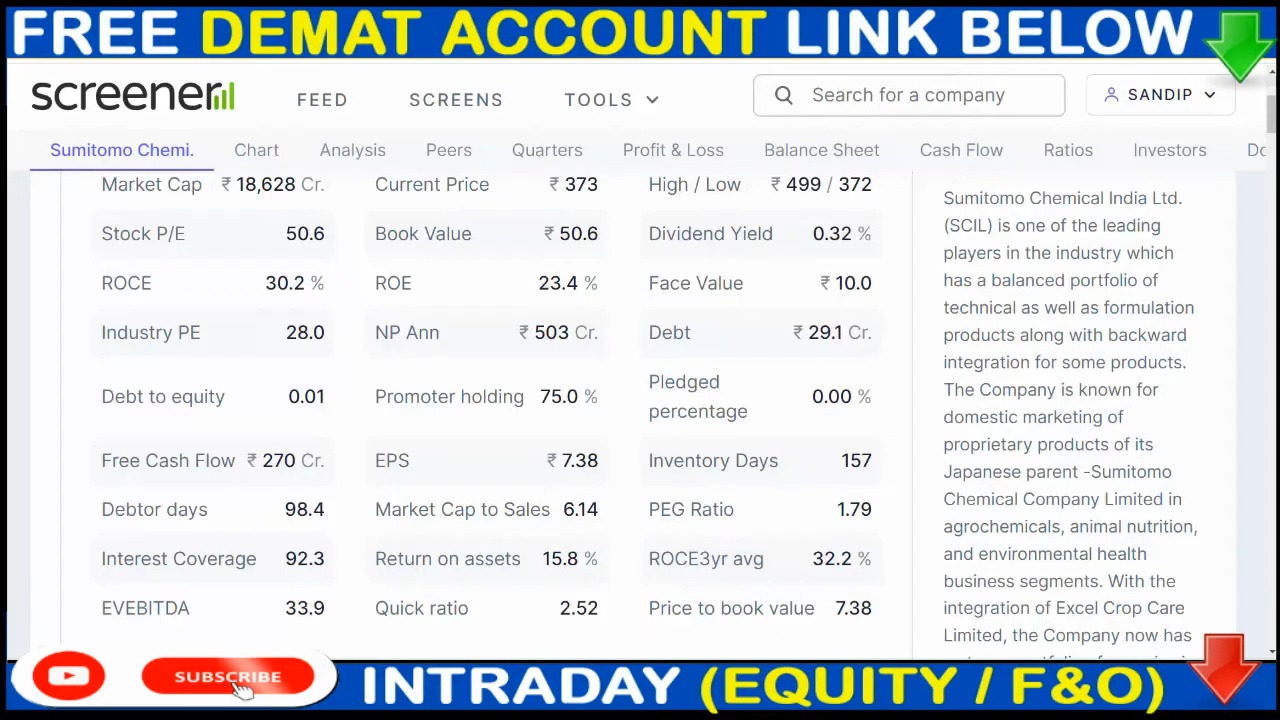 FREE DEMAT ACCOUNT LINK BELOW
screener
FEED SCREENS TOOLS
Search for a company
SANDIP
Sumitomo Chemi. Chart Analysis Peers Quarters Profit & Loss Balance Sheet Cash Flow Ratios Investors Do
Market Cap ₹ 18,628 Cr. Current Price ₹ 373 High / Low ₹ 499 / 372
Stock P/E 50.6 Book Value ₹ 50.6 Dividend Yield 0.32 %
ROCE 30.2 % ROE 23.4 % Face Value ₹ 10.0
Industry PE 28.0 NP Ann ₹ 503 Cr. Debt ₹ 29.1 Cr.
Debt to equity 0.01 Promoter holding 75.0 % Pledged percentage 0.00 %
Free Cash Flow ₹ 270 Cr. EPS ₹ 7.38 Inventory Days 157
Debtor days 98.4 Market Cap to Sales 6.14 PEG Ratio 1.79
Interest Coverage 92.3 Return on assets 15.8 % ROCE3yr avg 32.2 %
EVEBITDA 33.9 Quick ratio 2.52 Price to book value 7.38
Sumitomo Chemical India Ltd.
(SCIL) is one of the leading
players in the industry which
has a balanced portfolio of
technical as well as formulation
products along with backward
integration for some products.
The Company is known for
domestic marketing of
proprietary products of its
Japanese parent -Sumitomo
Chemical Company Limited in
agrochemicals, animal nutrition,
and environmental health
business segments. With the
integration of Excel Crop Care
Limited, the Company now has
SUBSCRIBE
INTRADAY (EQUITY / F&O)